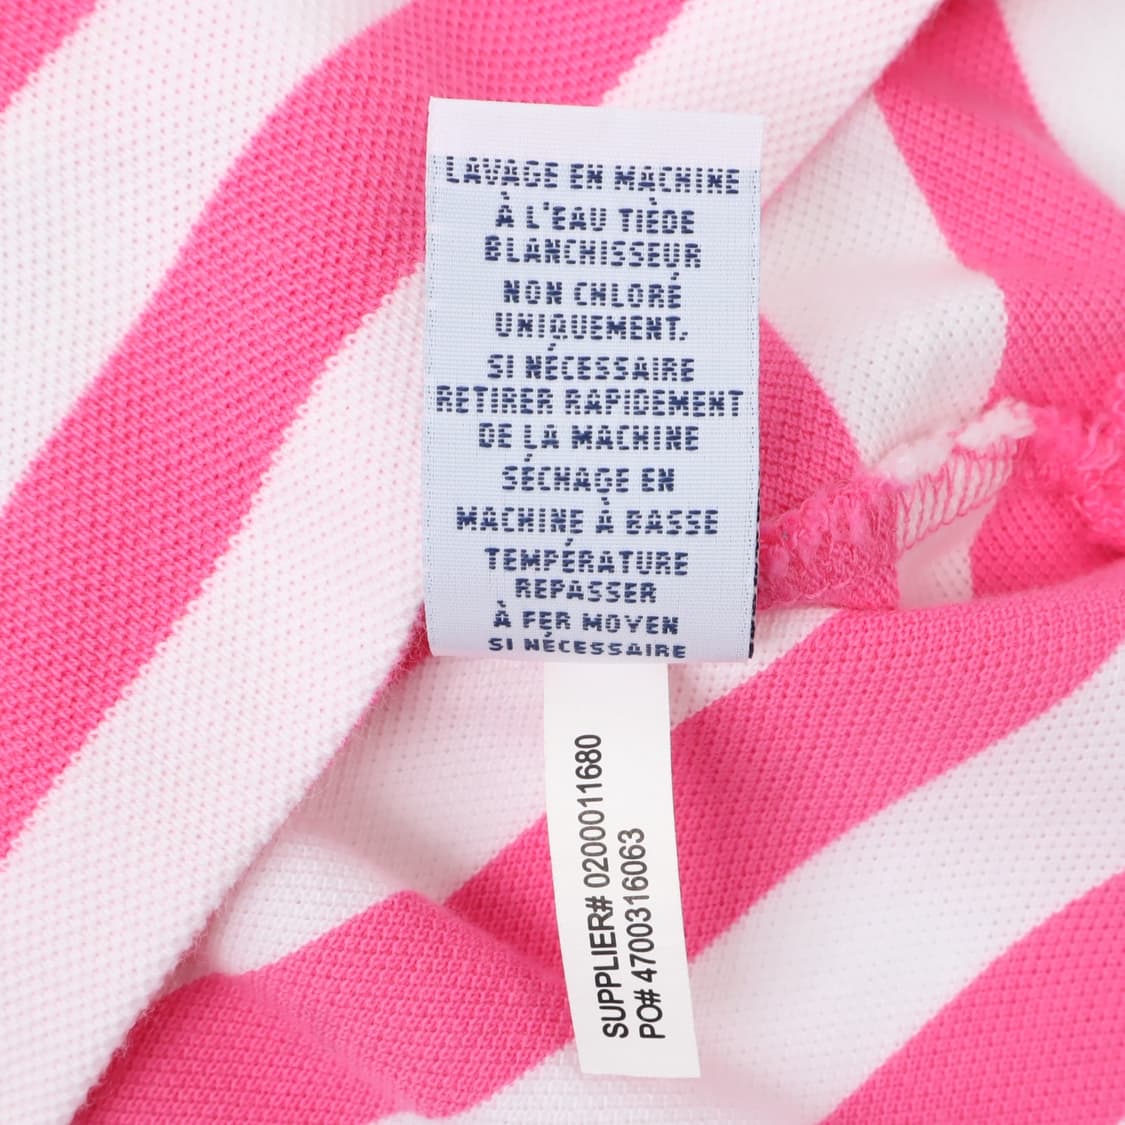 LAVAGE EN MACHINE
À L'EAU TIÈDE
BLANCHISSEUR
NON CHLORÉ
UNIQUEMENT,
SI NÉCESSAIRE
RETIRER RAPIDEMENT
DE LA MACHINE
SÉCHAGE EN
MACHINE À BASSE
TEMPÉRATURE
REPASSER
À FER MOYEN
SI NÉCESSAIRE
SUPPLIER# 0200011680
PO# 4700316063